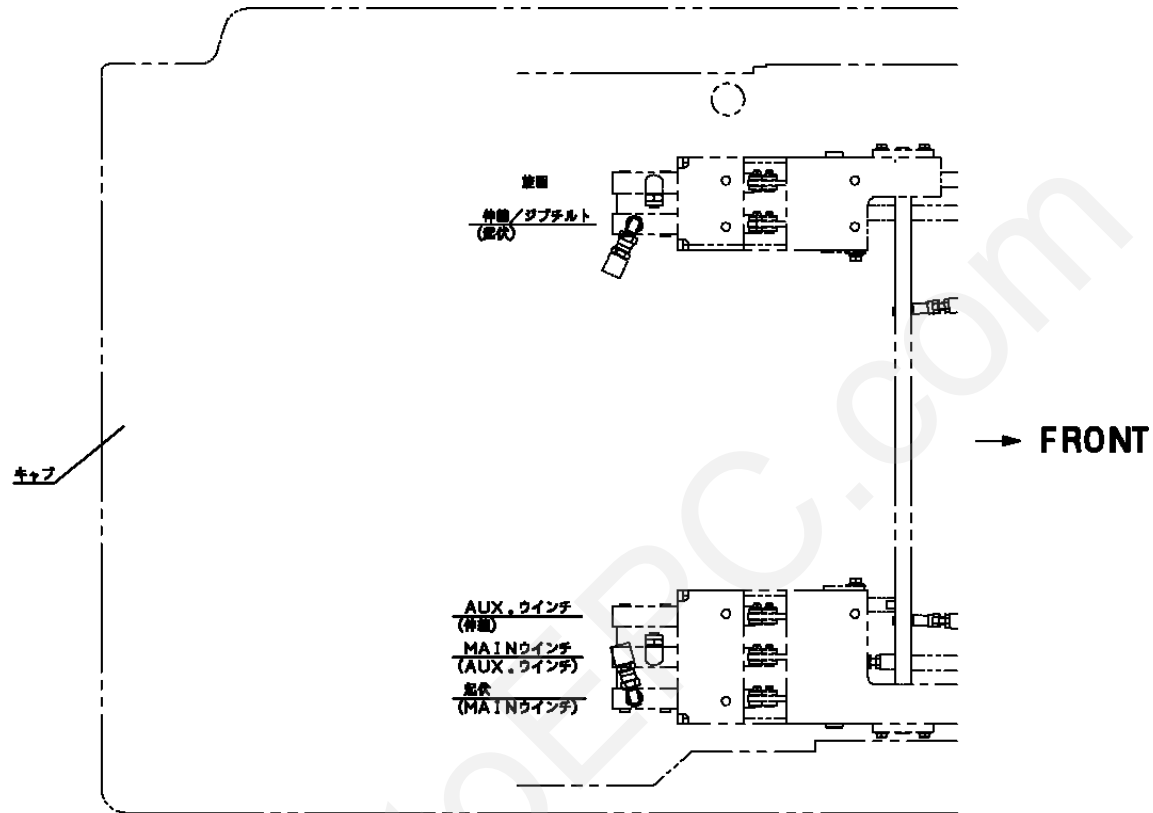 旋回
伸縮/ジブチルト
(起伏)
→ FRONT
キャブ
AUX.ウインチ
(伸縮)
MAINウインチ
(AUX.ウインチ)
起伏
(MAINウインチ)